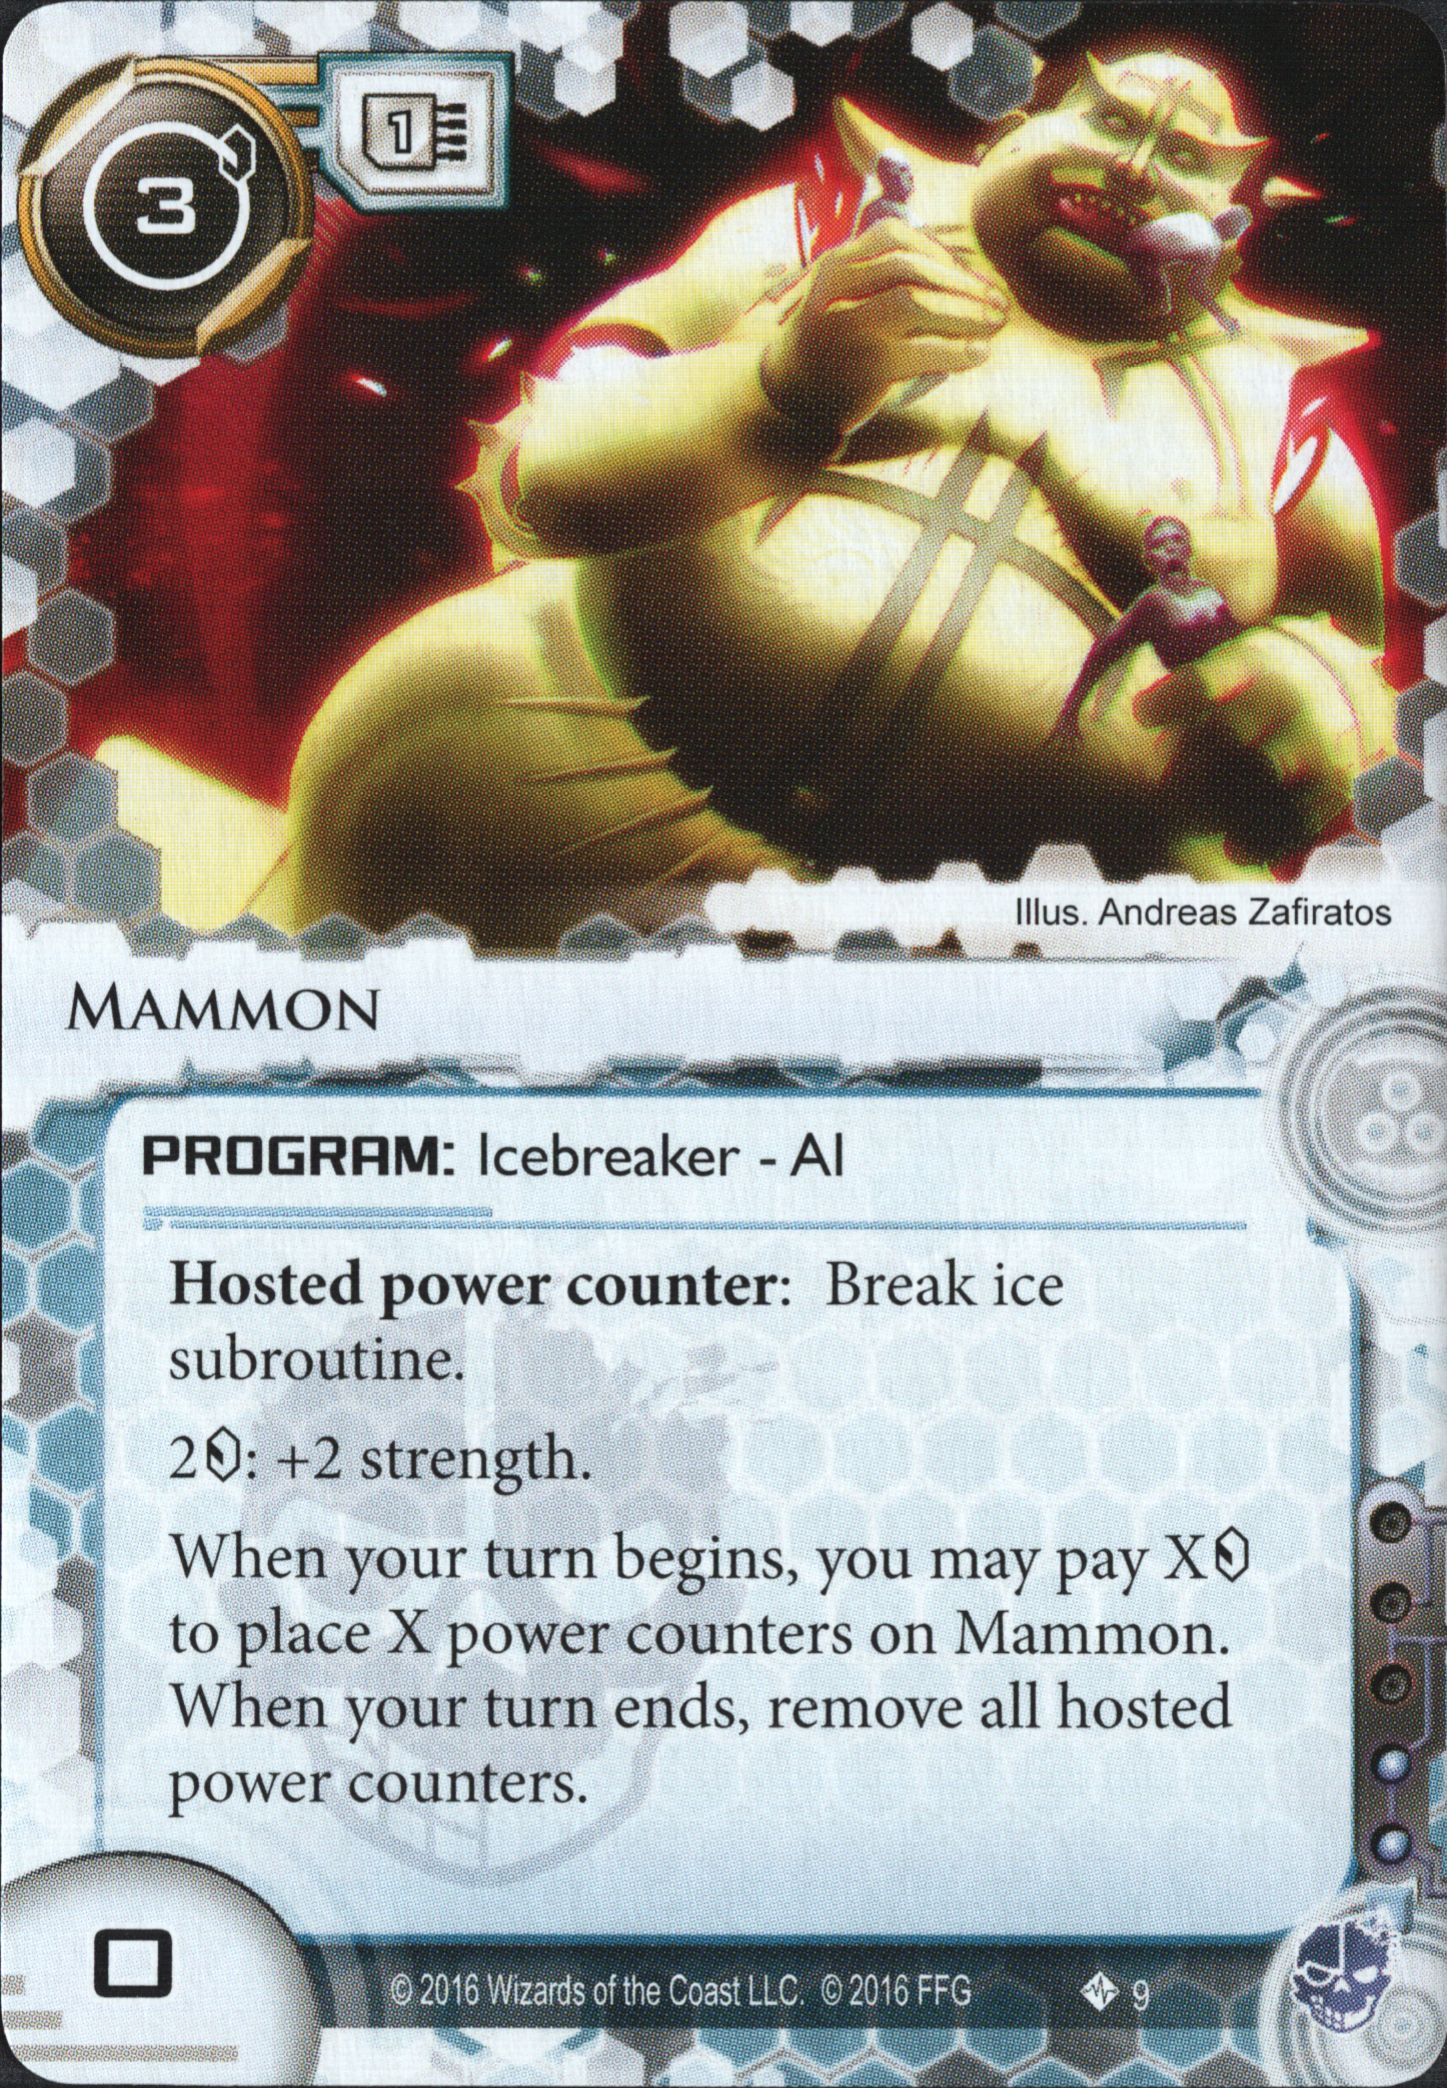 3
1
Illus. Andreas Zafiratos
MAMMON
PROGRAM: Icebreaker - AI
Hosted power counter: Break ice
subroutine.
2: +2 strength.
When your turn begins, you may pay X
to place X power counters on Mammon.
When your turn ends, remove all hosted
power counters.
0
© 2016 Wizards of the Coast LLC. © 2016 FFG
9